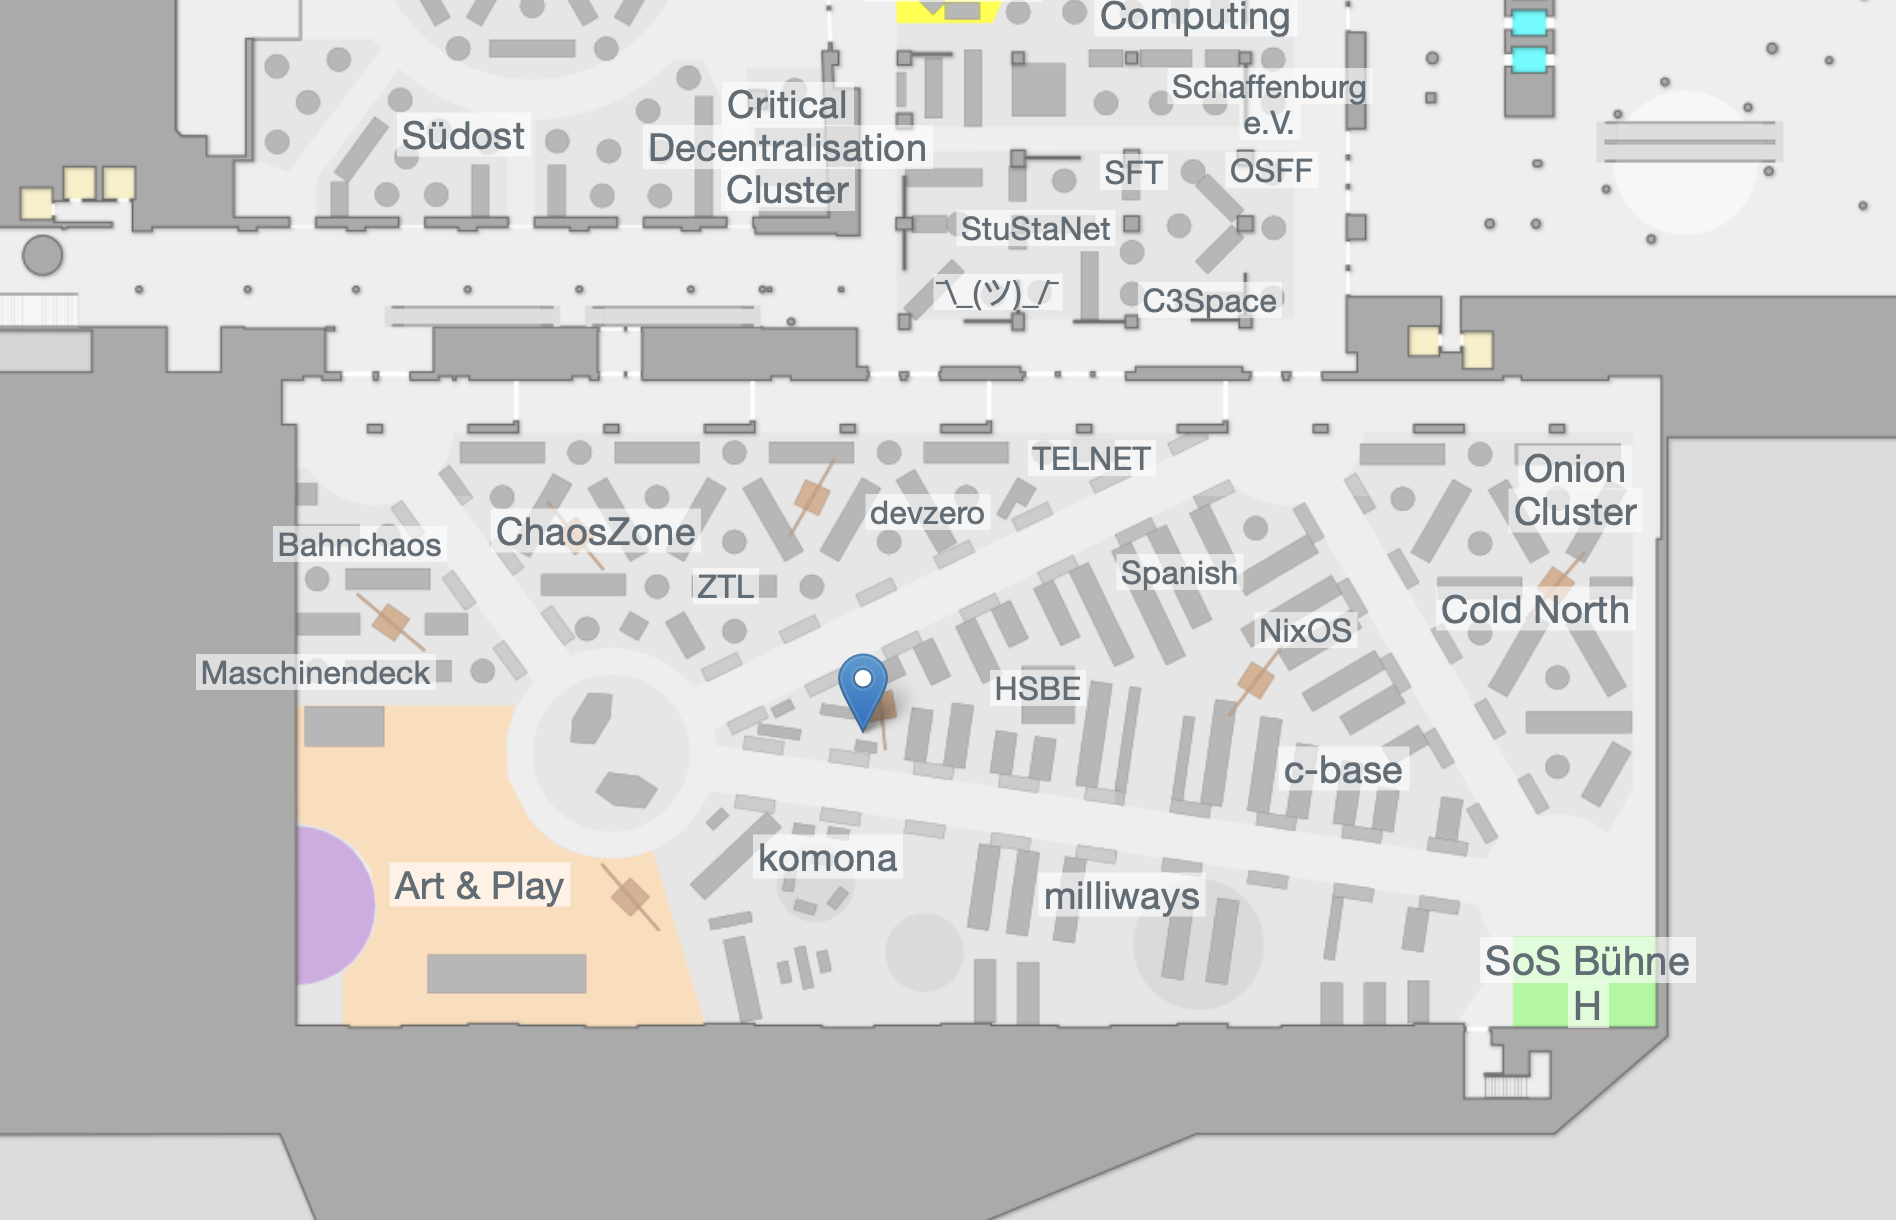 Computing
Schaffenburg
e.V.
Critical
Decentralisation
Cluster
Südost
SFT
OSFF
StuStaNet
¯\_(ツ)_/¯
C3Space
TELNET
Onion
Cluster
devzero
ChaosZone
Bahnchaos
ZTL
Spanish
Cold North
NixOS
Maschinendeck
HSBE
c-base
komona
Art & Play
milliways
SoS Bühne
H